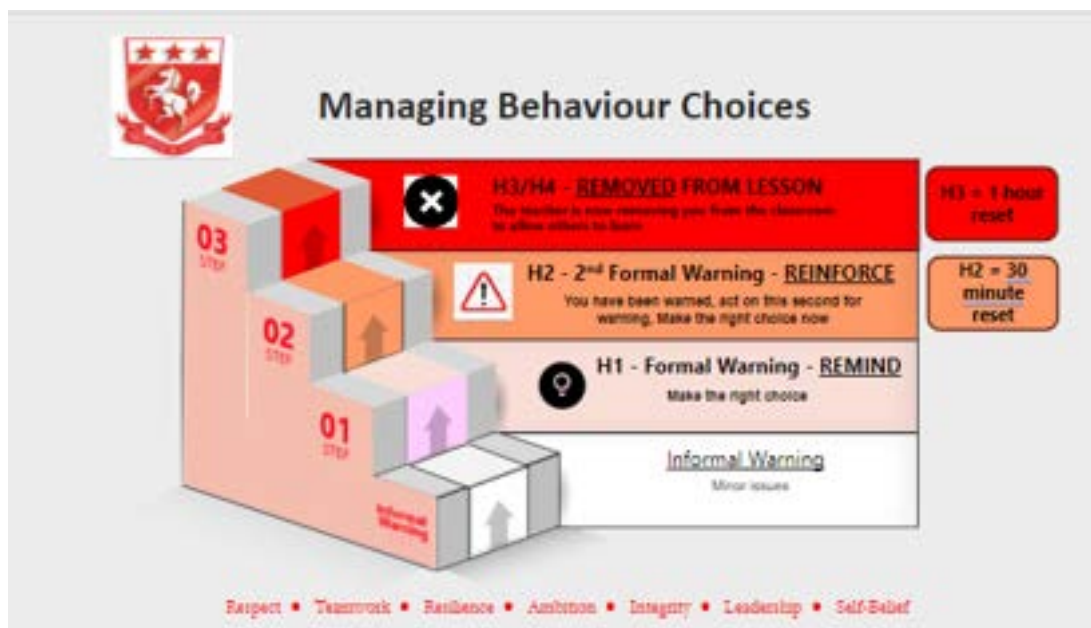 Managing Behaviour Choices
H3/H4 - REMOVED FROM LESSON
The teacher is now removing you from the classroom
to allow others to learn
H3 = 1 hour
reset
03
STEP
H2 - 2nd Formal Warning - REINFORCE
You have been warned, act on this second for
warning. Make the right choice now
H2 = 30
minute
reset
02
STEP
H1 - Formal Warning - REMIND
Make the right choice
01
STEP
Informal Warning
Minor issues
Informal
Warning
Respect • Teamwork • Resilience • Ambition • Integrity • Leadership • Self-Belief